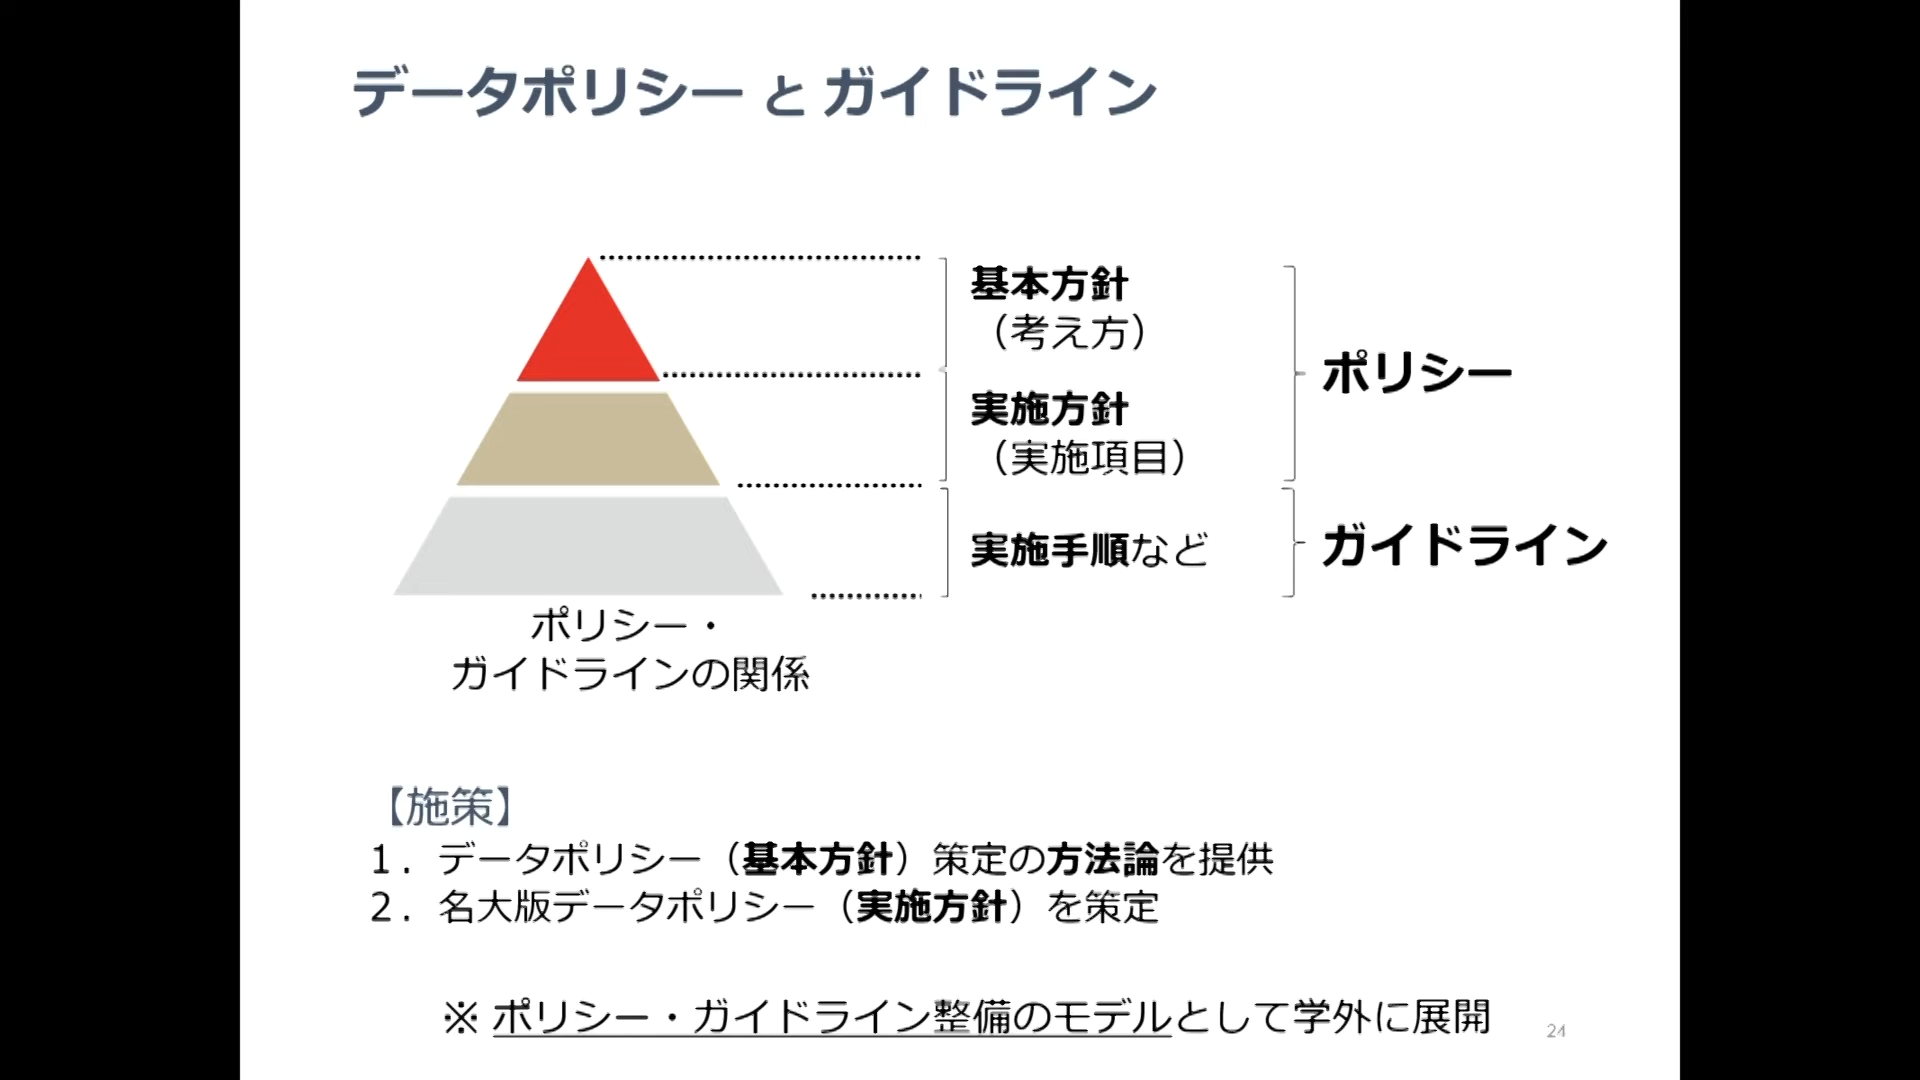 データポリシー と ガイドライン
基本方針
（考え方）
実施方針
（実施項目）
ポリシー
実施手順など
ガイドライン
ポリシー・
ガイドラインの関係
【施策】
１．データポリシー（基本方針）策定の方法論を提供
２．名大版データポリシー（実施方針）を策定
※ ポリシー・ガイドライン整備のモデルとして学外に展開
24